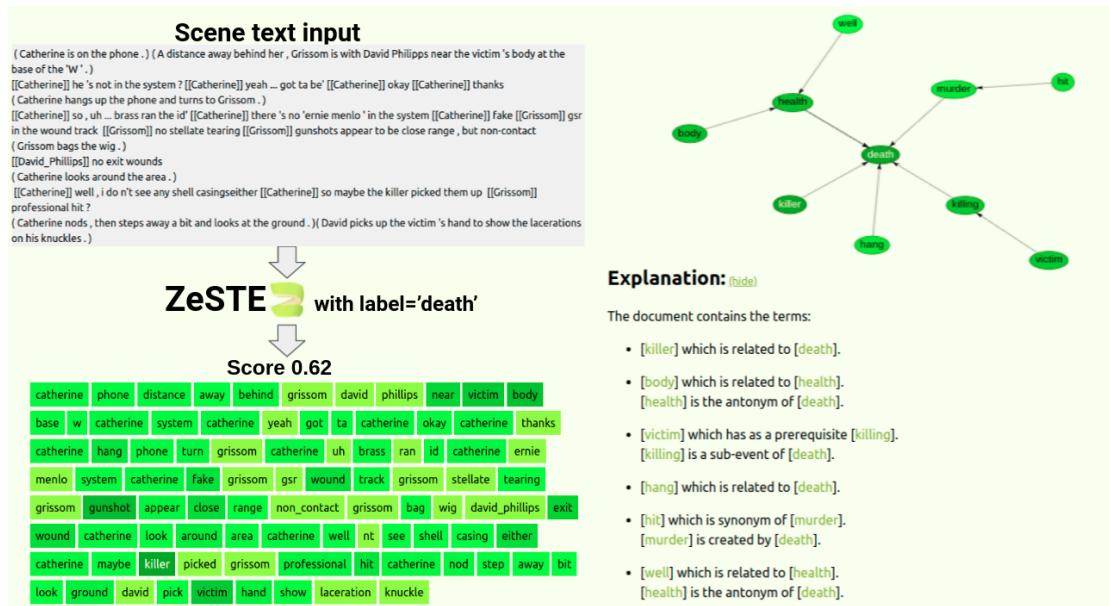 Scene text input
( Catherine is on the phone . ) ( A distance away behind her , Grissom is with David Philipps near the victim 's body at the
base of the 'W ' . )
[[Catherine]] he 's not in the system ? [[Catherine]] yeah ... got ta be' [[Catherine]] okay [[Catherine]] thanks
( Catherine hangs up the phone and turns to Grissom . )
[[Catherine]] so , uh ... brass ran the id' [[Catherine]] there 's no 'ernie menlo ' in the system [[Catherine]] fake [[Grissom]] gsr
in the wound track [[Grissom]] no stellate tearing [[Grissom]] gunshots appear to be close range , but non-contact
( Grissom bags the wig . )
[[David_Phillips]] no exit wounds
( Catherine looks around the area . )
[[Catherine]] well , i do n't see any shell casingseither [[Catherine]] so maybe the killer picked them up [[Grissom]]
professional hit ?
( Catherine nods , then steps away a bit and looks at the ground . )( David picks up the victim 's hand to show the lacerations
on his knuckles . )
ZeSTE with label='death'
Score 0.62
catherine phone distance away behind grissom david phillips near victim body
base w catherine system catherine yeah got ta catherine okay catherine thanks
catherine hang phone turn grissom catherine uh brass ran id catherine ernie
menlo system catherine fake grissom gsr wound track grissom stellate tearing
grissom gunshot appear close range non_contact grissom bag wig david_phillips exit
wound catherine look around area catherine well nt see shell casing either
catherine maybe killer picked grissom professional hit catherine nod step away bit
look ground david pick victim hand show laceration knuckle
well
hit
murder
health
body
death
killer
killing
hang
victim
Explanation: (hide)
The document contains the terms:
• [killer] which is related to [death].
• [body] which is related to [health].
[health] is the antonym of [death].
• [victim] which has as a prerequisite [killing].
[killing] is a sub-event of [death].
• [hang] which is related to [death].
• [hit] which is synonym of [murder].
[murder] is created by [death].
• [well] which is related to [health].
[health] is the antonym of [death].